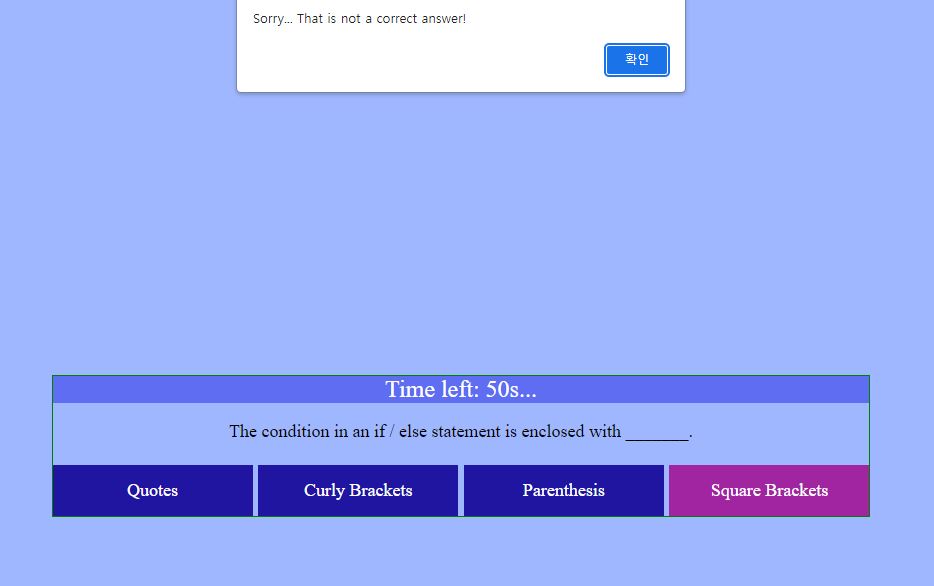 Sorry... That is not a correct answer!
확인
Time left: 50s...
The condition in an if / else statement is enclosed with _______.
Quotes
Curly Brackets
Parenthesis
Square Brackets